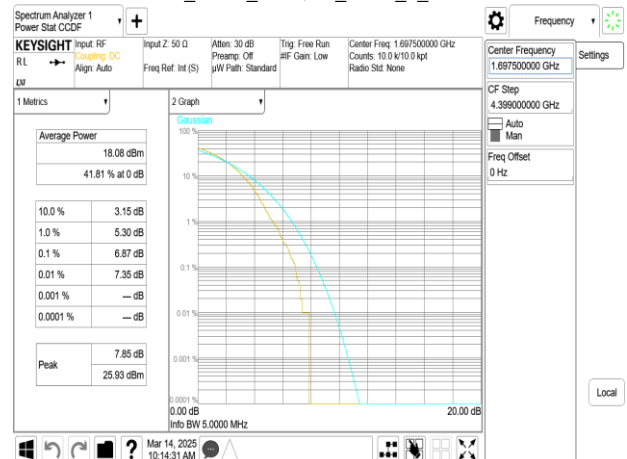 Spectrum Analyzer 1
Power Stat CCDF
Frequency
KEYSIGHT
Input: RF
Coupling: DC
Align: Auto
Input Z: 50 Ω
Freq Ref: Int (S)
Atten: 30 dB
Preamp: Off
µW Path: Standard
Trig: Free Run
#IF Gain: Low
Center Freq: 1.697500000 GHz
Counts: 10.0 k/10.0 kpt
Radio Std: None
RL
LXI
Center Frequency
1.697500000 GHz
Settings
CF Step
4.399000000 GHz
Auto
Man
Freq Offset
0 Hz
1 Metrics
Average Power
18.08 dBm
41.81 % at 0 dB
10.0 % 3.15 dB
1.0 % 5.30 dB
0.1 % 6.87 dB
0.01 % 7.35 dB
0.001 % --- dB
0.0001 % --- dB
Peak
7.85 dB
25.93 dBm
2 Graph
Gaussian
100 %
10 %
1 %
0.1 %
0.01 %
0.001 %
0.0001 %
0.00 dB 20.00 dB
Info BW 5.0000 MHz
Local
?
Mar 14, 2025
10:14:31 AM